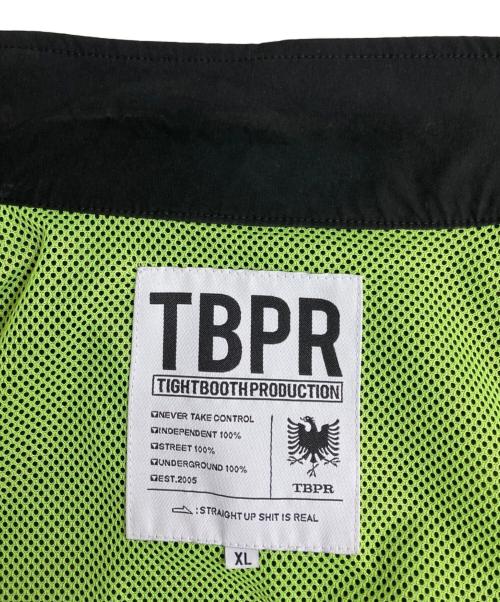 TBPR
TIGHTBOOTHPRODUCTION
NEVER TAKE CONTROL
INDEPENDENT 100%
STREET 100%
UNDERGROUND 100%
EST.2005
TBPR
:STRAIGHT UP SHIT IS REAL
XL